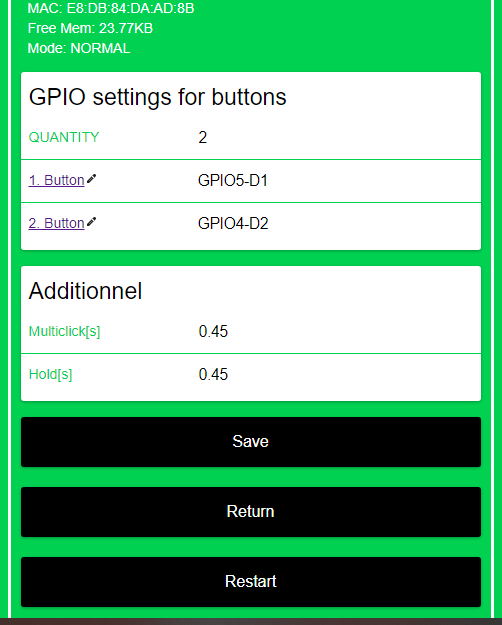 MAC: E8:DB:84:DA:AD:8B
Free Mem: 23.77KB
Mode: NORMAL
GPIO settings for buttons
QUANTITY 2
1. Button GPIO5-D1
2. Button GPIO4-D2
Additionnel
Multiclick[s] 0.45
Hold[s] 0.45
Save
Return
Restart